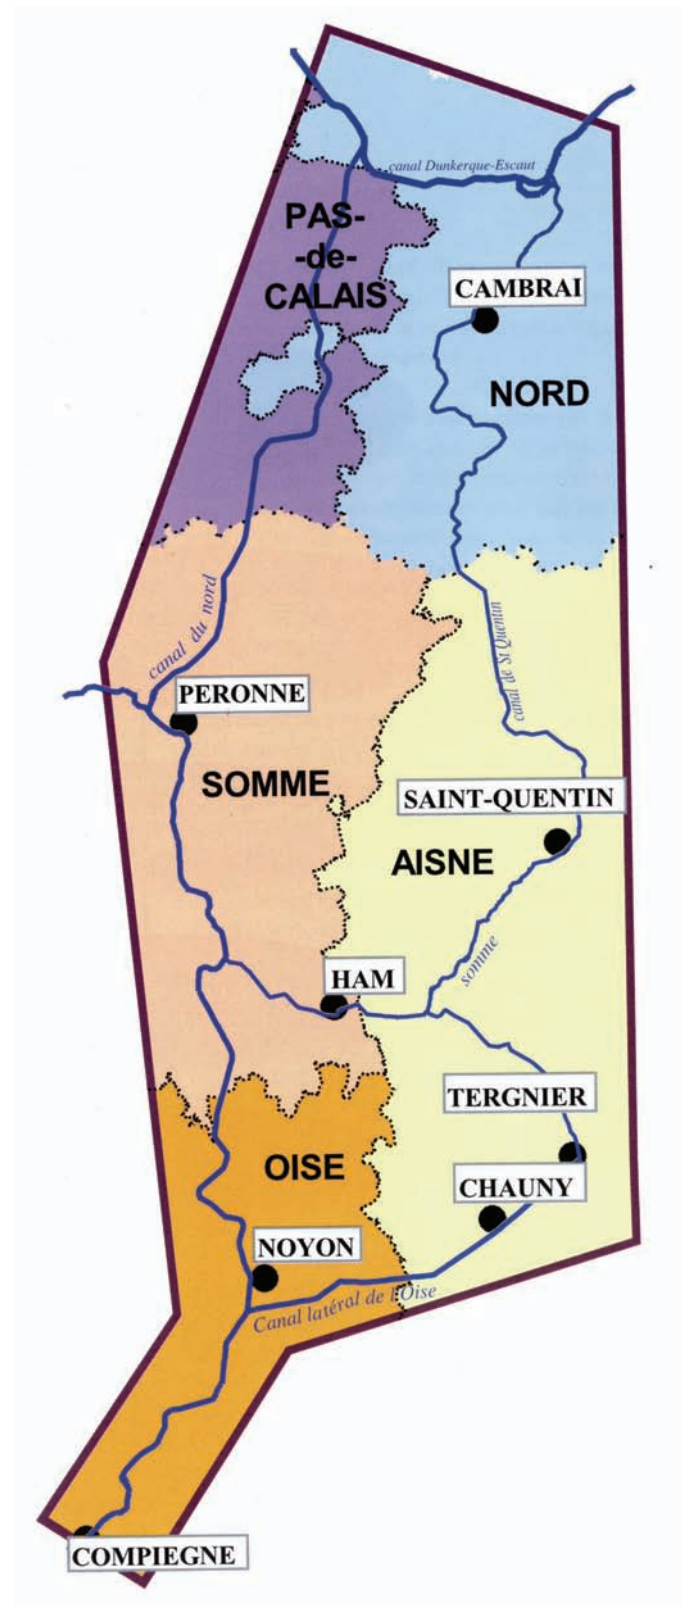 canal Dunkerque-Escaut
PAS-
-de-
CALAIS
CAMBRAI
NORD
canal du nord
canal de St Quentin
PERONNE
SOMME
SAINT-QUENTIN
AISNE
somme
HAM
TERGNIER
OISE
CHAUNY
NOYON
Canal latéral de l'Oise
COMPIEGNE